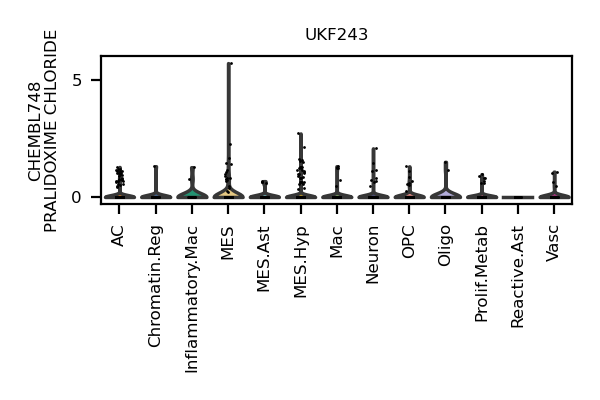 UKF243
CHEMBL748
PRALIDOXIME CHLORIDE
5
0
AC
Chromatin.Reg
Inflammatory.Mac
MES
MES.Ast
MES.Hyp
Mac
Neuron
OPC
Oligo
Prolif.Metab
Reactive.Ast
Vasc